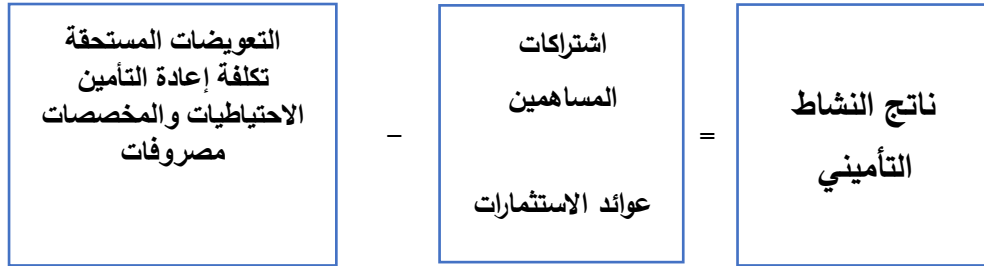 ناتج النشاط
التأميني
=
اشتراكات
المساهمين
عوائد الاستثمارات
–
التعويضات المستحقة
تكلفة إعادة التأمين
الاحتياطيات والمخصصات
مصروفات